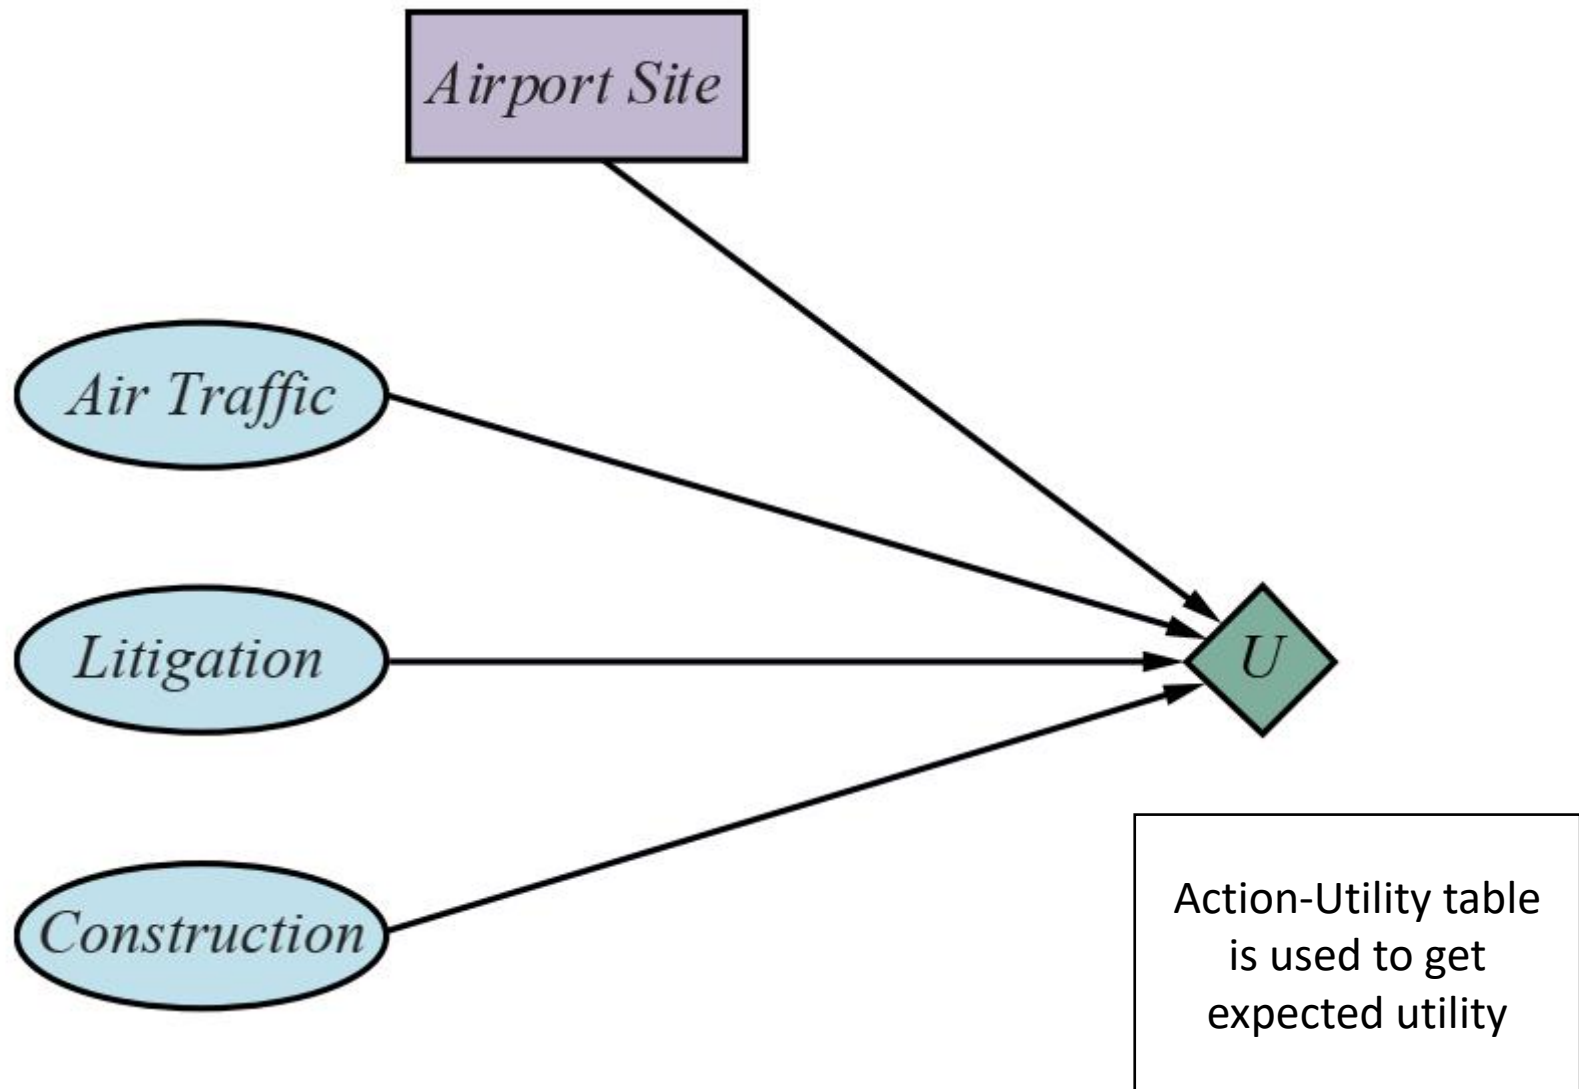 Airport Site
Air Traffic
Litigation
U
Construction
Action-Utility table
is used to get
expected utility